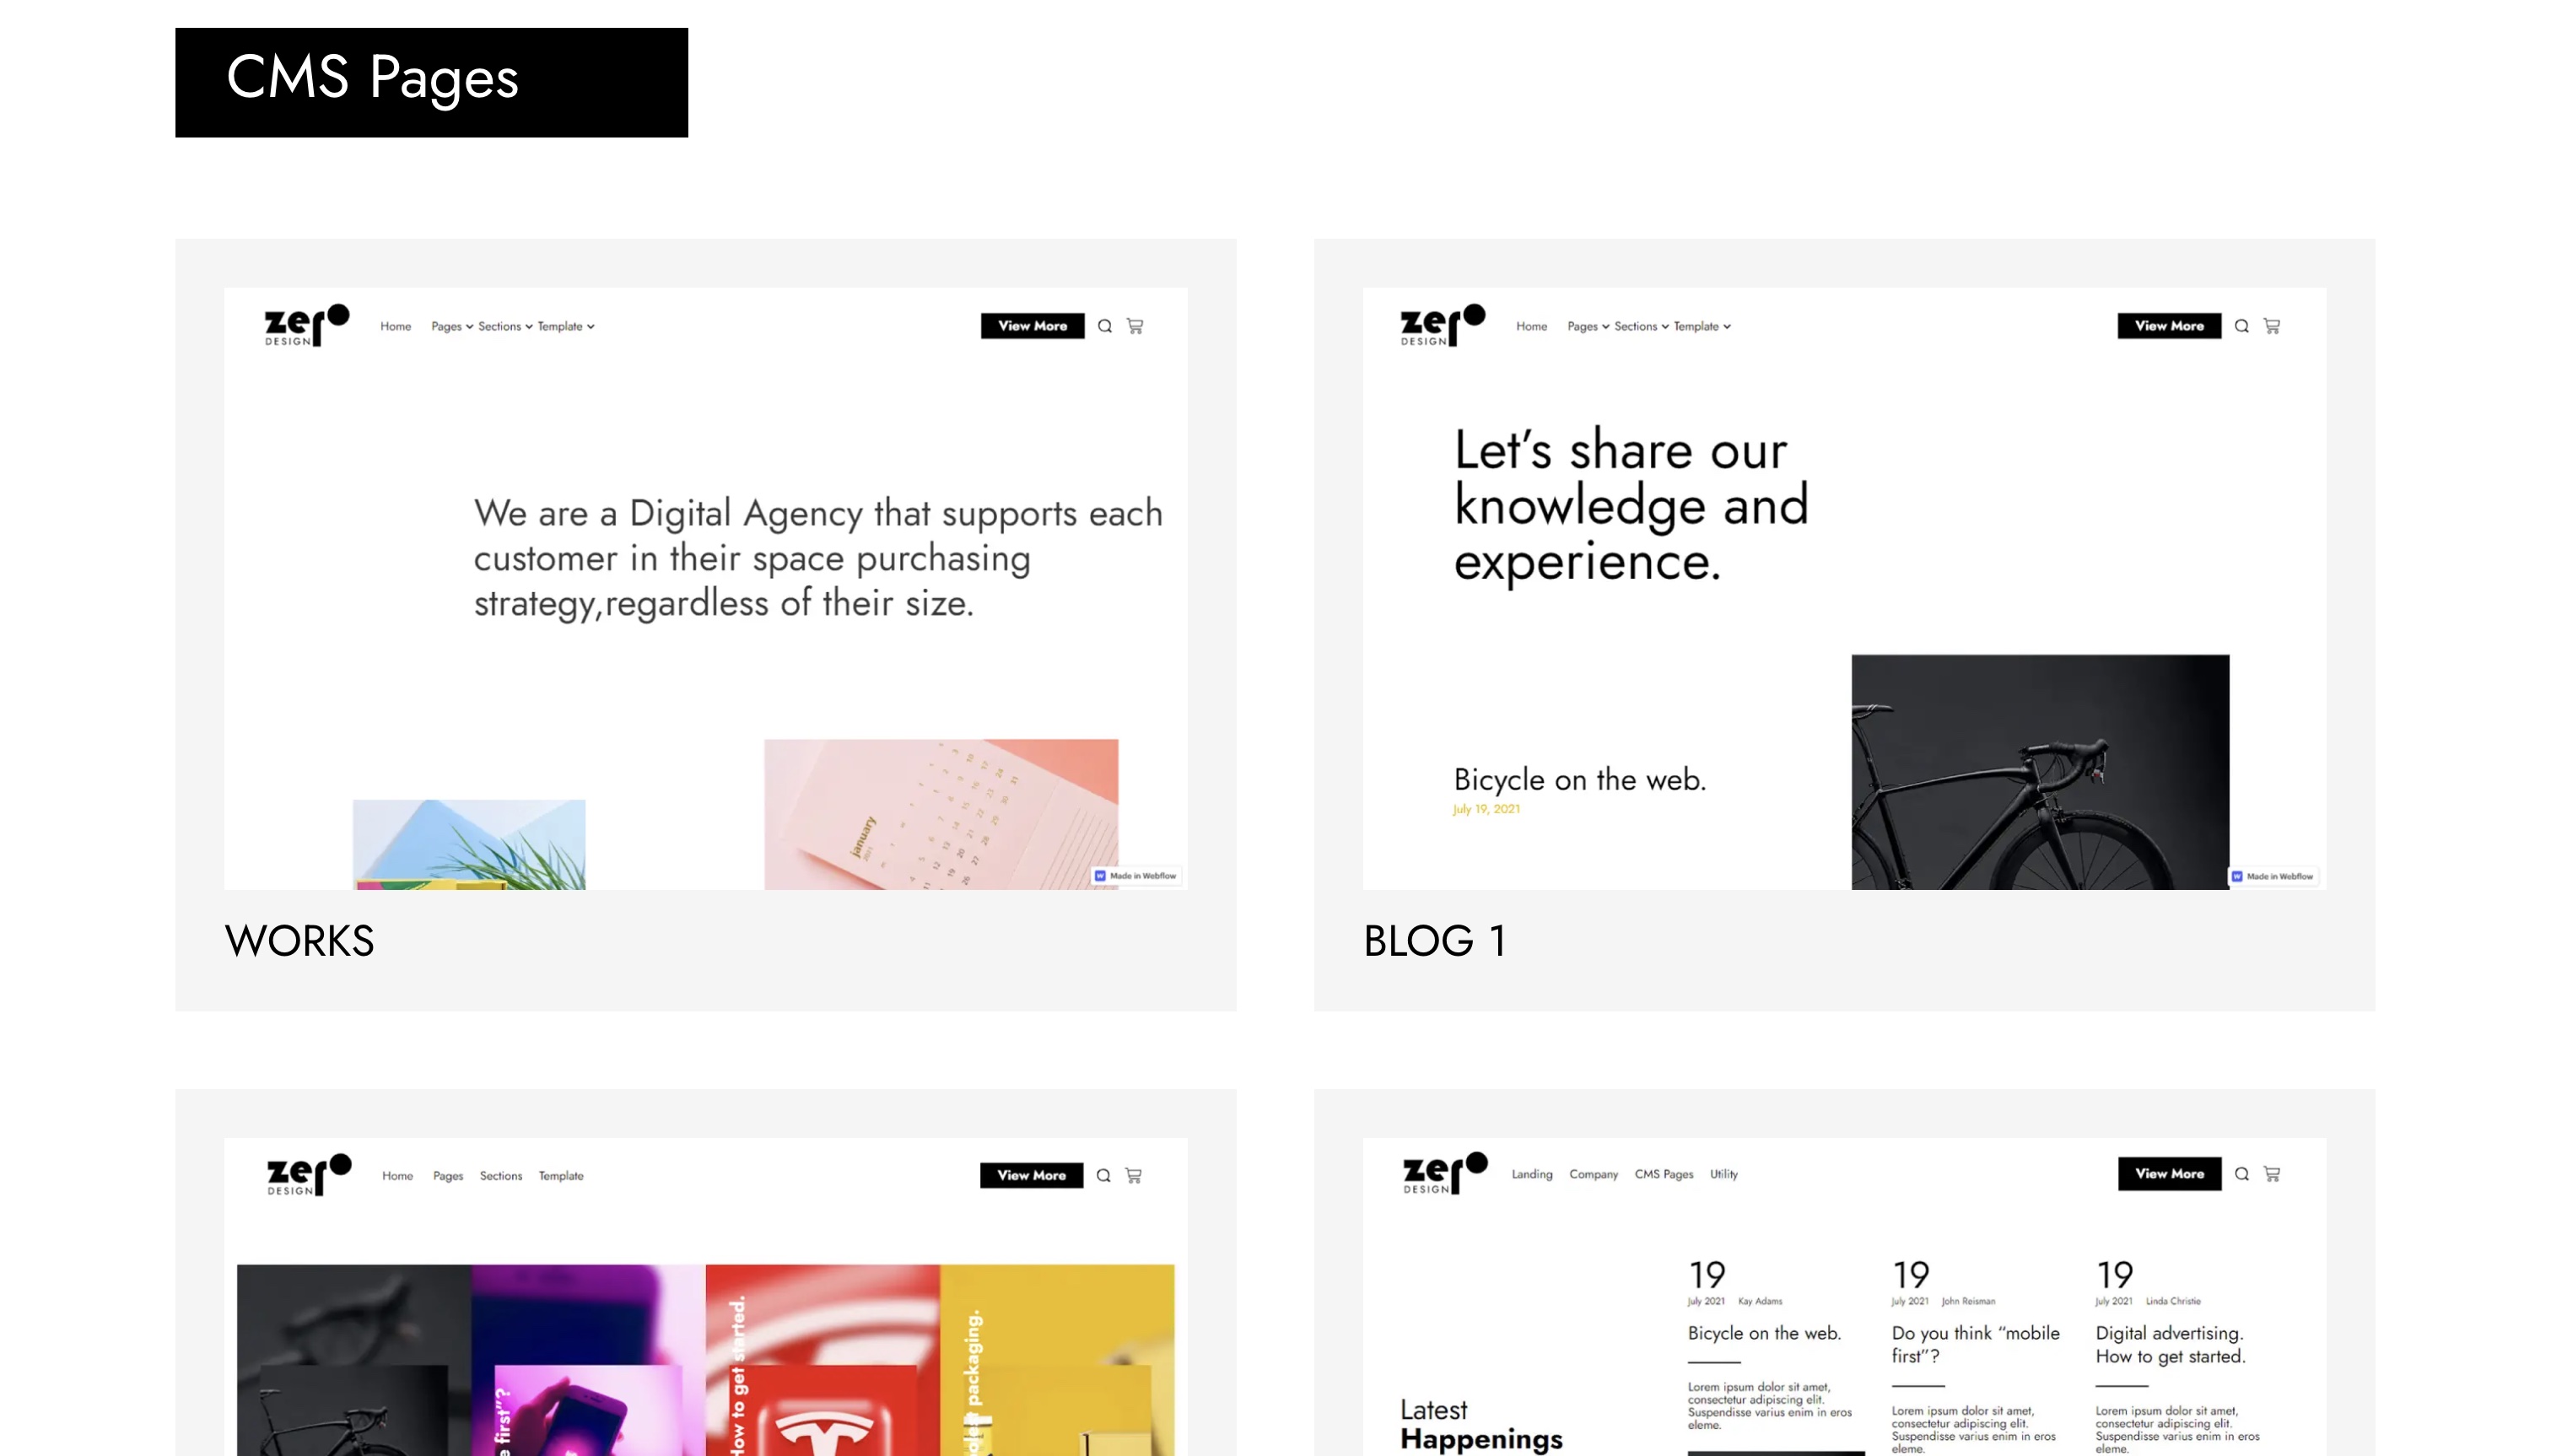 CMS Pages
zero
DESIGN
Home Pages Sections Template
View More
We are a Digital Agency that supports each
customer in their space purchasing
strategy,regardless of their size.
january
2021
Made in Webflow
WORKS
zero
DESIGN
Home Pages Sections Template
View More
Let’s share our
knowledge and
experience.
Bicycle on the web.
July 19, 2021
Made in Webflow
BLOG 1
zero
DESIGN
Home Pages Sections Template
View More
first”?
How to get started.
packaging.
zero
DESIGN
Landing Company CMS Pages Utility
View More
Latest
Happenings
19
July 2021 Kay Adams
Bicycle on the web.
Lorem ipsum dolor sit amet,
consectetur adipiscing elit.
Suspendisse varius enim in eros
eleme.
19
July 2021 John Reisman
Do you think “mobile
first”?
Lorem ipsum dolor sit amet,
consectetur adipiscing elit.
Suspendisse varius enim in eros
eleme.
19
July 2021 Linda Christie
Digital advertising.
How to get started.
Lorem ipsum dolor sit amet,
consectetur adipiscing elit.
Suspendisse varius enim in eros
eleme.